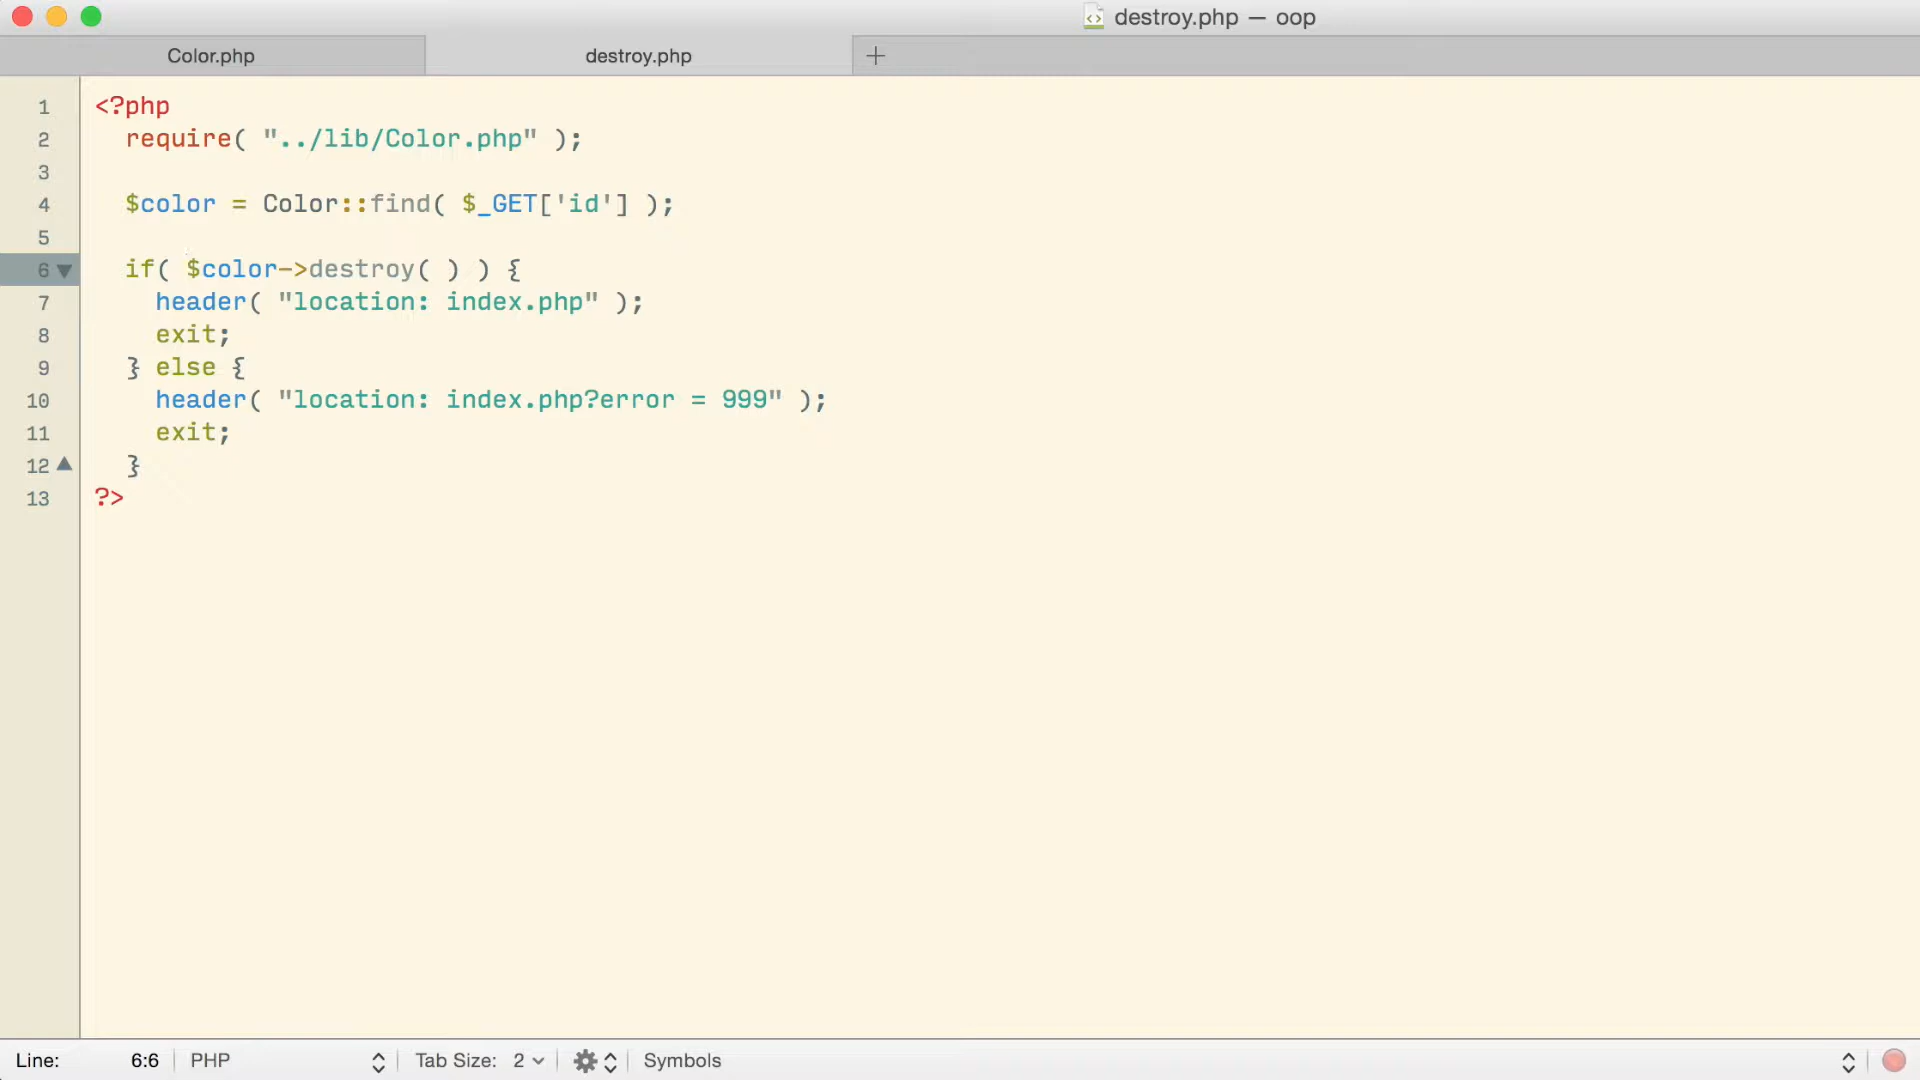 destroy.php — oop
Color.php
destroy.php
1 <?php
2 require( "../lib/Color.php" );
3
4 $color = Color::find( $_GET['id'] );
5
6 if( $color->destroy( ) ) {
7 header( "location: index.php" );
8 exit;
9 } else {
10 header( "location: index.php?error = 999" );
11 exit;
12 }
13 ?>
Line: 6:6 PHP Tab Size: 2 Symbols